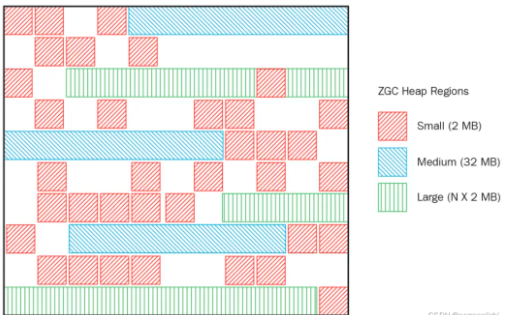 ZGC Heap Regions
Small (2 MB)
Medium (32 MB)
Large (N X 2 MB)